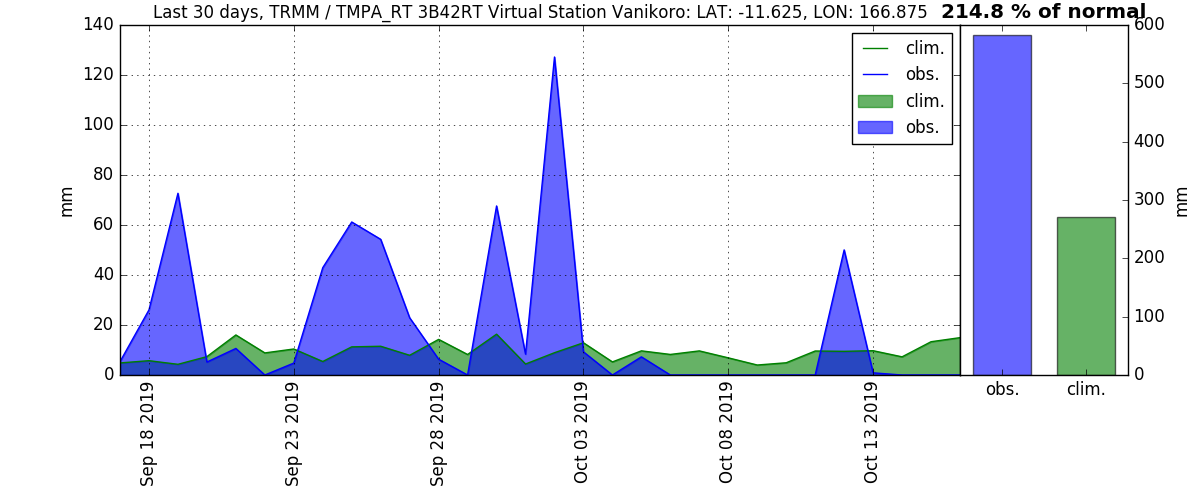 Last 30 days, TRMM / TMPA_RT 3B42RT Virtual Station Vanikoro: LAT: -11.625, LON: 166.875 214.8 % of normal
140
120
100
80
60
40
20
0
mm
clim.
obs.
clim.
obs.
Sep 18 2019
Sep 23 2019
Sep 28 2019
Oct 03 2019
Oct 08 2019
Oct 13 2019
600
500
400
300
200
100
0
mm
obs.
clim.